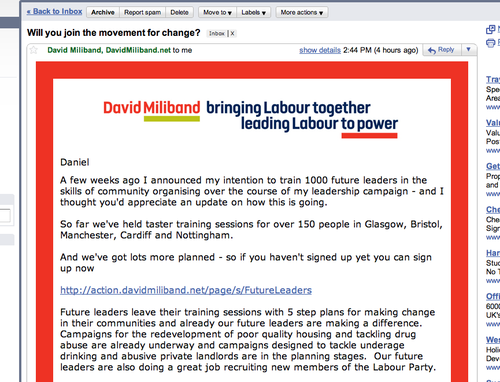 « Back to Inbox Archive Report spam Delete Move to ▼ Labels ▼ More actions ▼
Will you join the movement for change? Inbox | X
David Miliband, DavidMiliband.net to me show details 2:44 PM (4 hours ago) Reply ▼
David Miliband bringing Labour together
leading Labour to power
Daniel
A few weeks ago I announced my intention to train 1000 future leaders in the
skills of community organising over the course of my leadership campaign - and I
thought you'd appreciate an update on how this is going.
So far we've held taster training sessions for over 150 people in Glasgow, Bristol,
Manchester, Cardiff and Nottingham.
And we've got lots more planned - so if you haven't signed up yet you can sign
up now
http://action.davidmiliband.net/page/s/FutureLeaders
Future leaders leave their training sessions with 5 step plans for making change
in their communities and already our future leaders are making a difference.
Campaigns for the redevelopment of poor quality housing and tackling drug
abuse are already underway and campaigns designed to tackle underage
drinking and abusive private landlords are in the planning stages. Our future
leaders are also doing a great job recruiting new members of the Labour Party.
Spe
Area
www
Val
Pos
www
Get
Prop
and
www
Che
Che
www
Stud
No T
www
Offi
6000
UK's
www
Wes
Holi